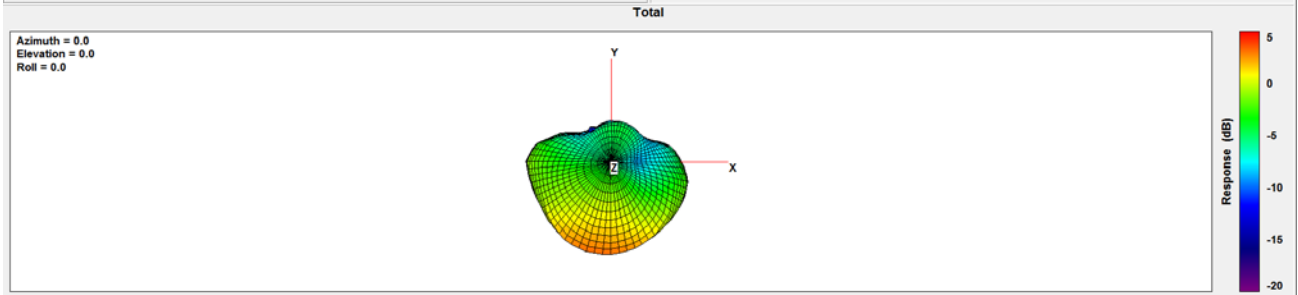 Total
Azimuth = 0.0
Elevation = 0.0
Roll = 0.0
Y
X
Z
5
0
-5
-10
-15
-20
Response (dB)